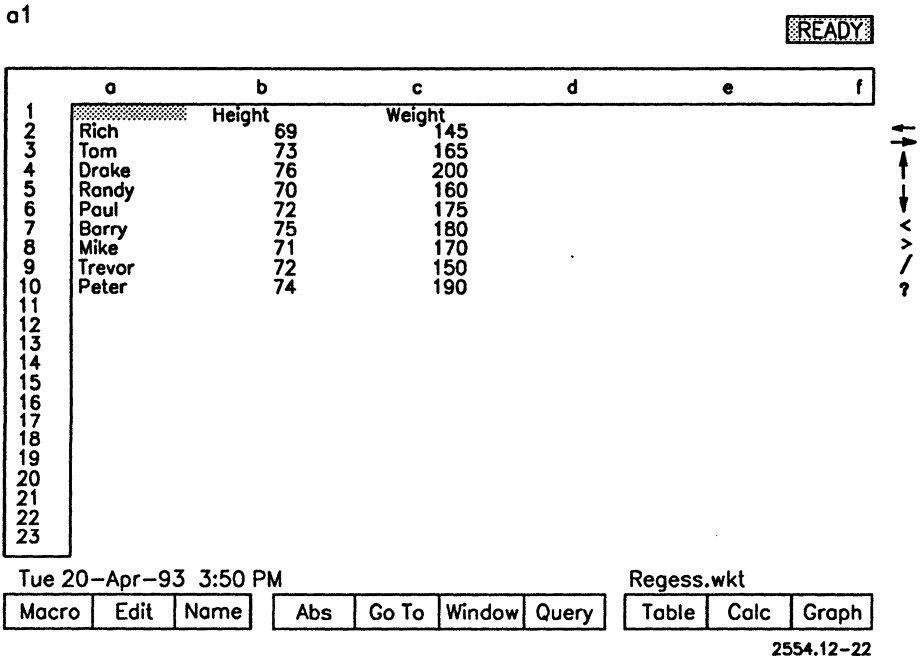 a1
READY
a b c d e f
1 Height Weight
2 Rich 69 145
3 Tom 73 165
4 Drake 76 200
5 Randy 70 160
6 Paul 72 175
7 Barry 75 180
8 Mike 71 170
9 Trevor 72 150
10 Peter 74 190
11
12
13
14
15
16
17
18
19
20
21
22
23
←
→
↑
↓
<
>
/
?
Tue 20-Apr-93 3:50 PM Regess.wkt
Macro Edit Name Abs Go To Window Query Table Calc Graph
2554.12-22